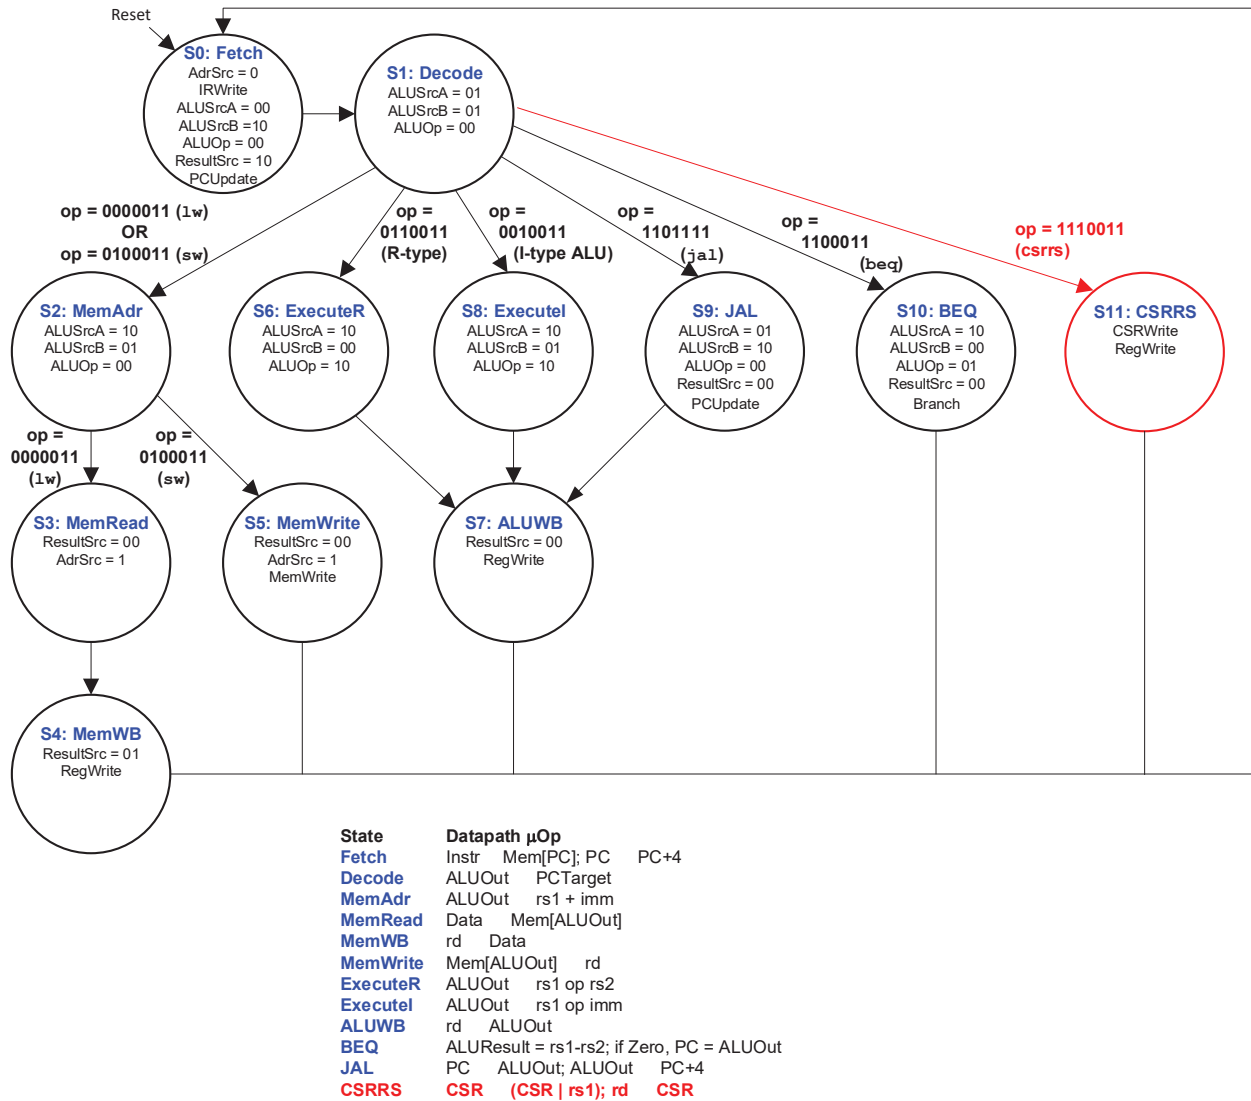 Reset
S0: Fetch
AdrSrc = 0
IRWrite
ALUSrcA = 00
ALUSrcB =10
ALUOp = 00
ResultSrc = 10
PCUpdate
S1: Decode
ALUSrcA = 01
ALUSrcB = 01
ALUOp = 00
op = 0000011 (lw)
OR
op = 0100011 (sw)
op =
0110011
(R-type)
op =
0010011
(I-type ALU)
op =
1101111
(jal)
op =
1100011
(beq)
op = 1110011
(csrrs)
S2: MemAdr
ALUSrcA = 10
ALUSrcB = 01
ALUOp = 00
S6: ExecuteR
ALUSrcA = 10
ALUSrcB = 00
ALUOp = 10
S8: ExecuteI
ALUSrcA = 10
ALUSrcB = 01
ALUOp = 10
S9: JAL
ALUSrcA = 01
ALUSrcB = 10
ALUOp = 00
ResultSrc = 00
PCUpdate
S10: BEQ
ALUSrcA = 10
ALUSrcB = 00
ALUOp = 01
ResultSrc = 00
Branch
S11: CSRRS
CSRWrite
RegWrite
op =
0000011
(lw)
op =
0100011
(sw)
S3: MemRead
ResultSrc = 00
AdrSrc = 1
S5: MemWrite
ResultSrc = 00
AdrSrc = 1
MemWrite
S7: ALUWB
ResultSrc = 00
RegWrite
S4: MemWB
ResultSrc = 01
RegWrite
State Datapath µOp
Fetch Instr Mem[PC]; PC PC+4
Decode ALUOut PCTarget
MemAdr ALUOut rs1 + imm
MemRead Data Mem[ALUOut]
MemWB rd Data
MemWrite Mem[ALUOut] rd
ExecuteR ALUOut rs1 op rs2
ExecuteI ALUOut rs1 op imm
ALUWB rd ALUOut
BEQ ALUResult = rs1-rs2; if Zero, PC = ALUOut
JAL PC ALUOut; ALUOut PC+4
CSRRS CSR (CSR | rs1); rd CSR